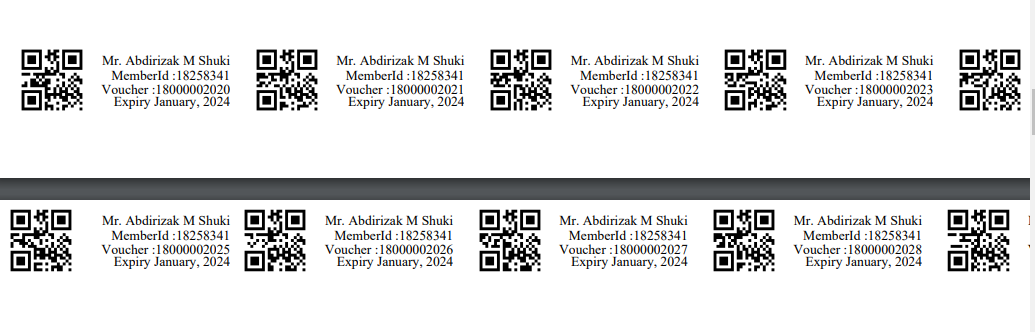 Mr. Abdirizak M Shuki
MemberId :18258341
Voucher :18000002020
Expiry January, 2024
Mr. Abdirizak M Shuki
MemberId :18258341
Voucher :18000002021
Expiry January, 2024
Mr. Abdirizak M Shuki
MemberId :18258341
Voucher :18000002022
Expiry January, 2024
Mr. Abdirizak M Shuki
MemberId :18258341
Voucher :18000002023
Expiry January, 2024
Mr. Abdirizak M Shuki
MemberId :18258341
Voucher :18000002025
Expiry January, 2024
Mr. Abdirizak M Shuki
MemberId :18258341
Voucher :18000002026
Expiry January, 2024
Mr. Abdirizak M Shuki
MemberId :18258341
Voucher :18000002027
Expiry January, 2024
Mr. Abdirizak M Shuki
MemberId :18258341
Voucher :18000002028
Expiry January, 2024